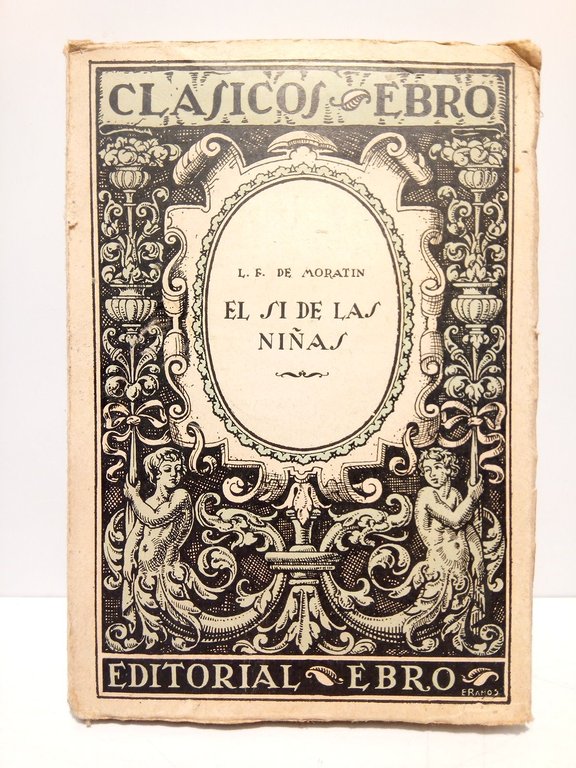 CLASICOS EBRO
L. F. DE MORATIN
EL SI DE LAS
NIÑAS
EDITORIAL EBRO
E RAMOS